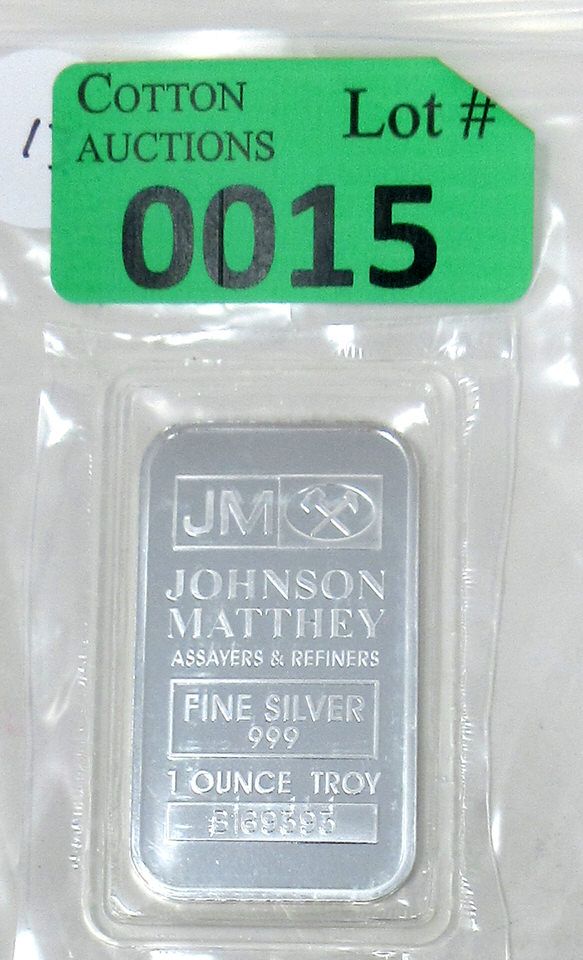 COTTON
AUCTIONS
Lot #
0015
JM
JOHNSON
MATTHEY
ASSAYERS & REFINERS
FINE SILVER
999
1 OUNCE TROY